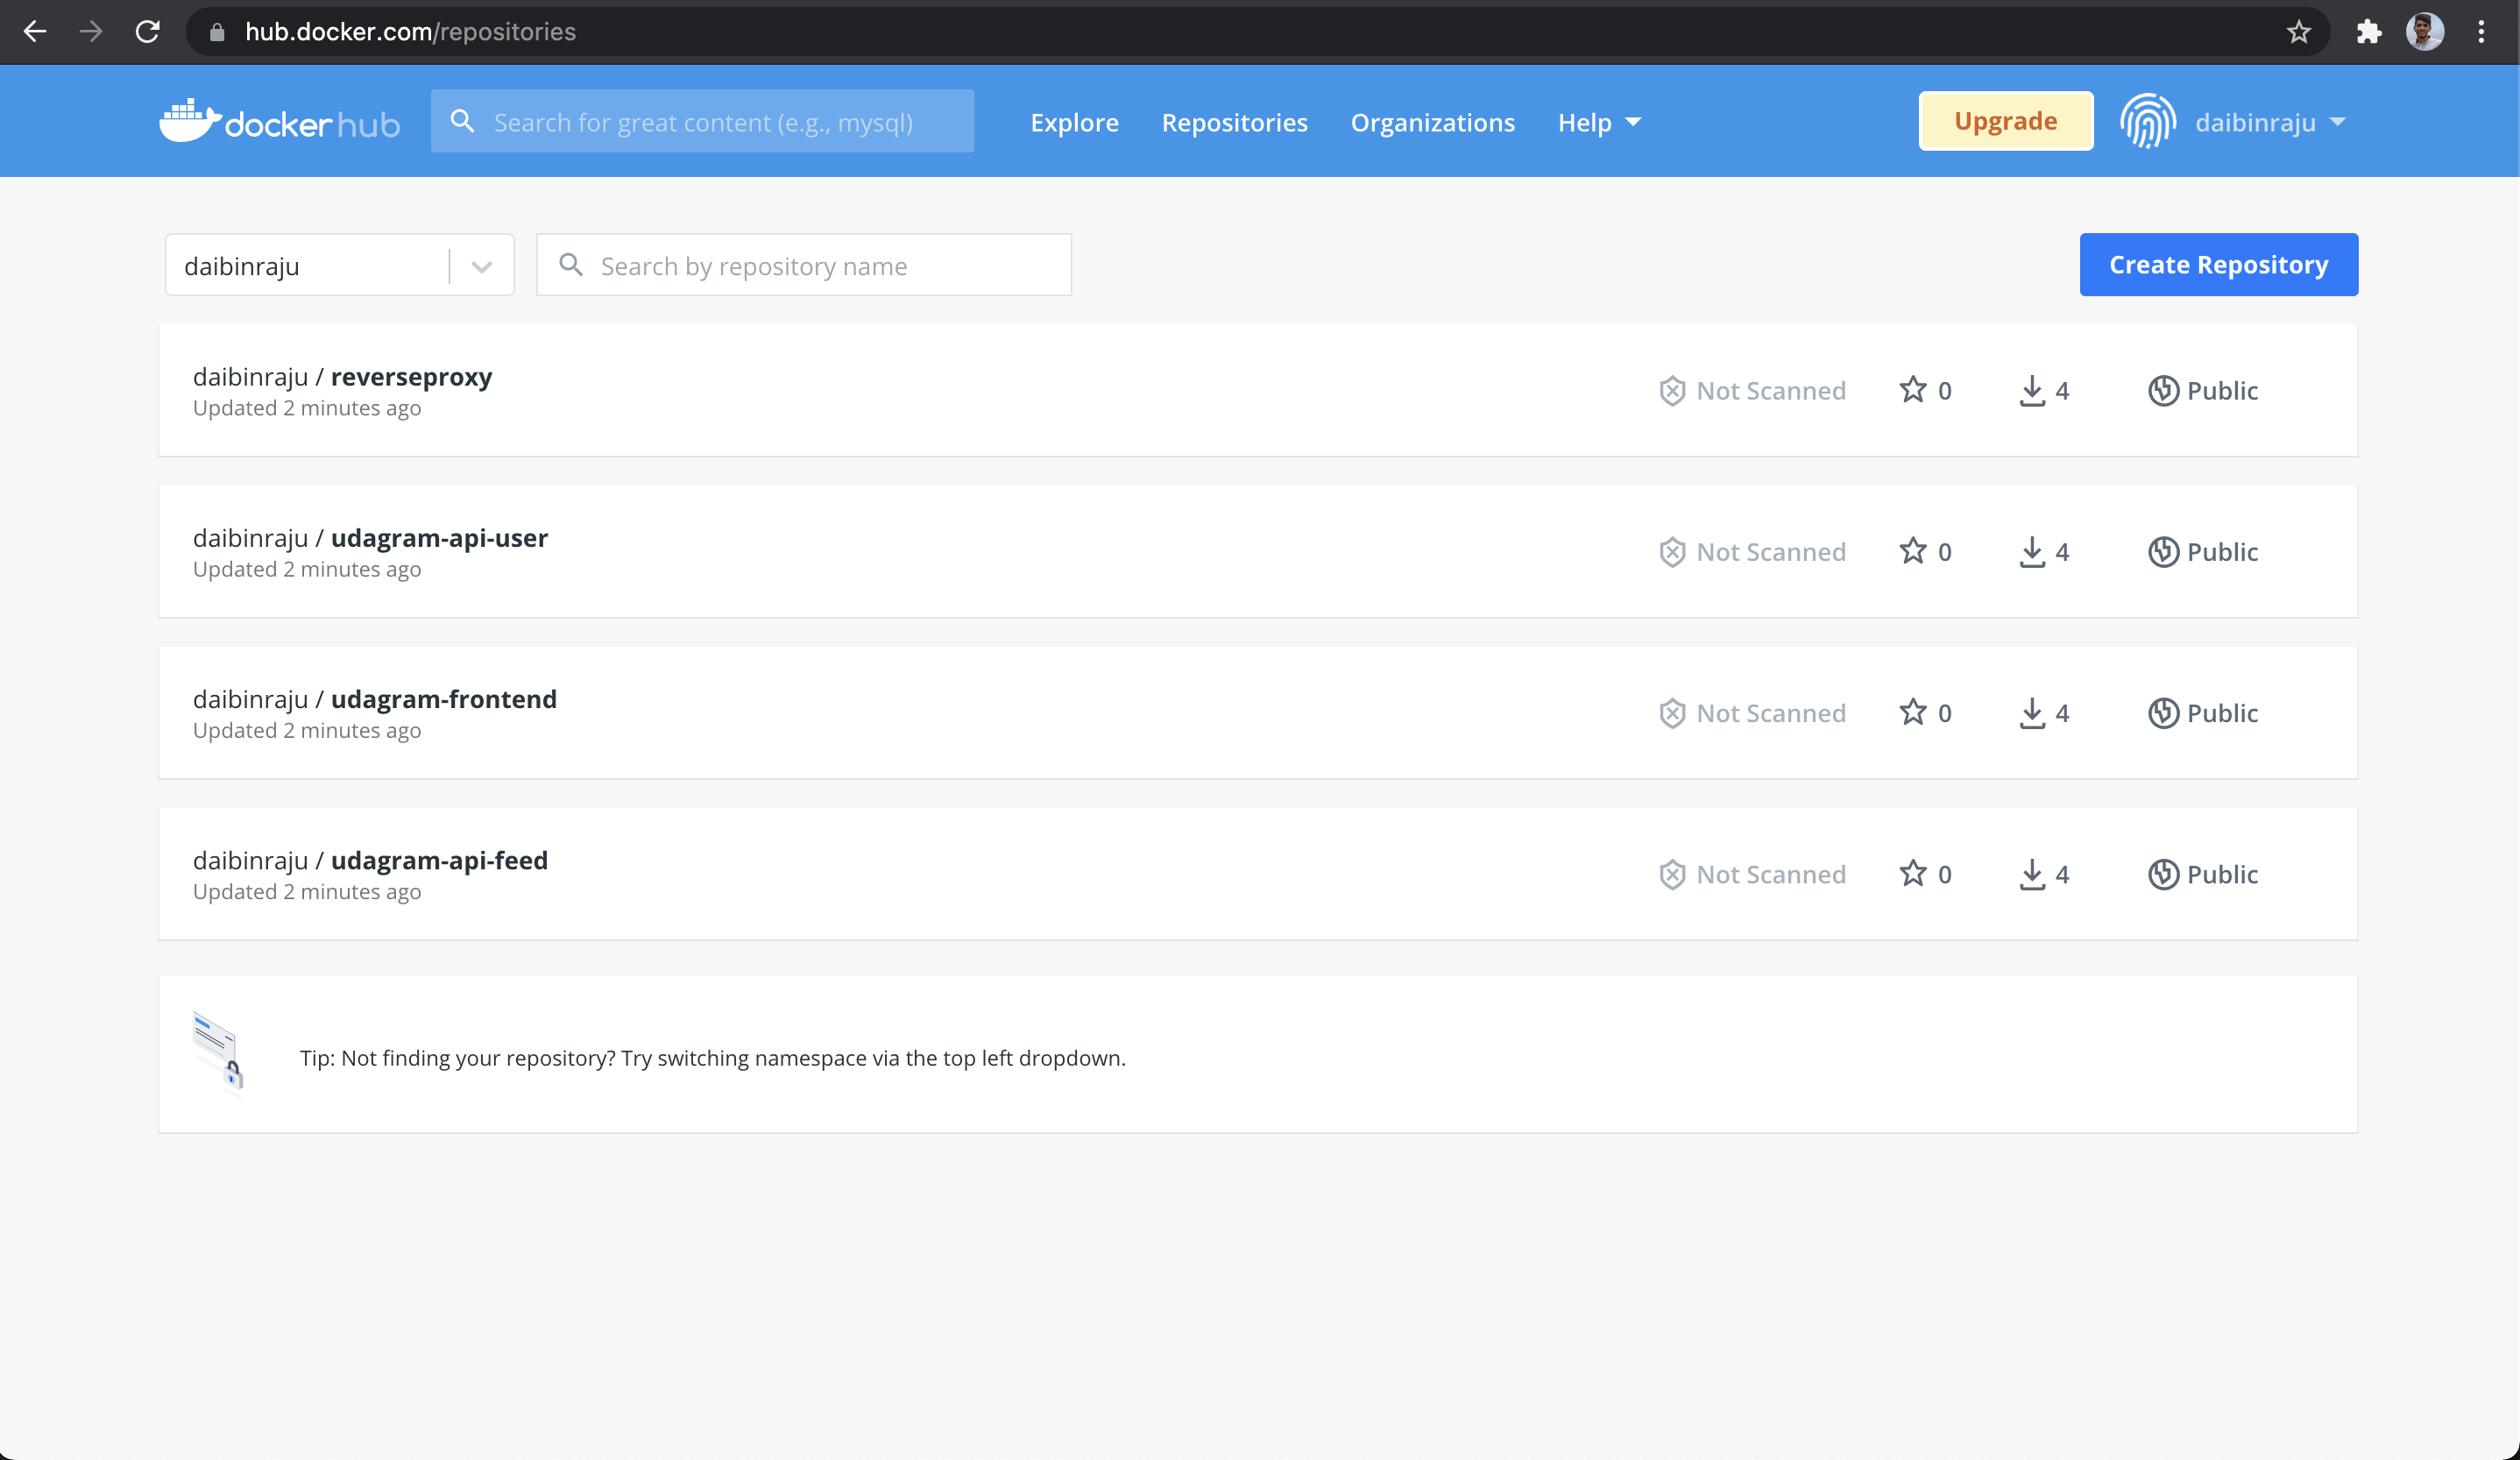 hub.docker.com/repositories
docker hub
Search for great content (e.g., mysql)
Explore
Repositories
Organizations
Help
Upgrade
daibinraju
daibinraju
Search by repository name
Create Repository
daibinraju / reverseproxy
Updated 2 minutes ago
Not Scanned
0
4
Public
daibinraju / udagram-api-user
Updated 2 minutes ago
Not Scanned
0
4
Public
daibinraju / udagram-frontend
Updated 2 minutes ago
Not Scanned
0
4
Public
daibinraju / udagram-api-feed
Updated 2 minutes ago
Not Scanned
0
4
Public
Tip: Not finding your repository? Try switching namespace via the top left dropdown.